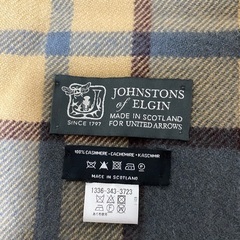 JOHNSTONS
of ELGIN
SINCE 1797
MADE IN SCOTLAND
FOR UNITED ARROWS
100% CASHMERE - CACHEMIRE - KASCHMIR
MADE IN SCOTLAND
1336-343-3723